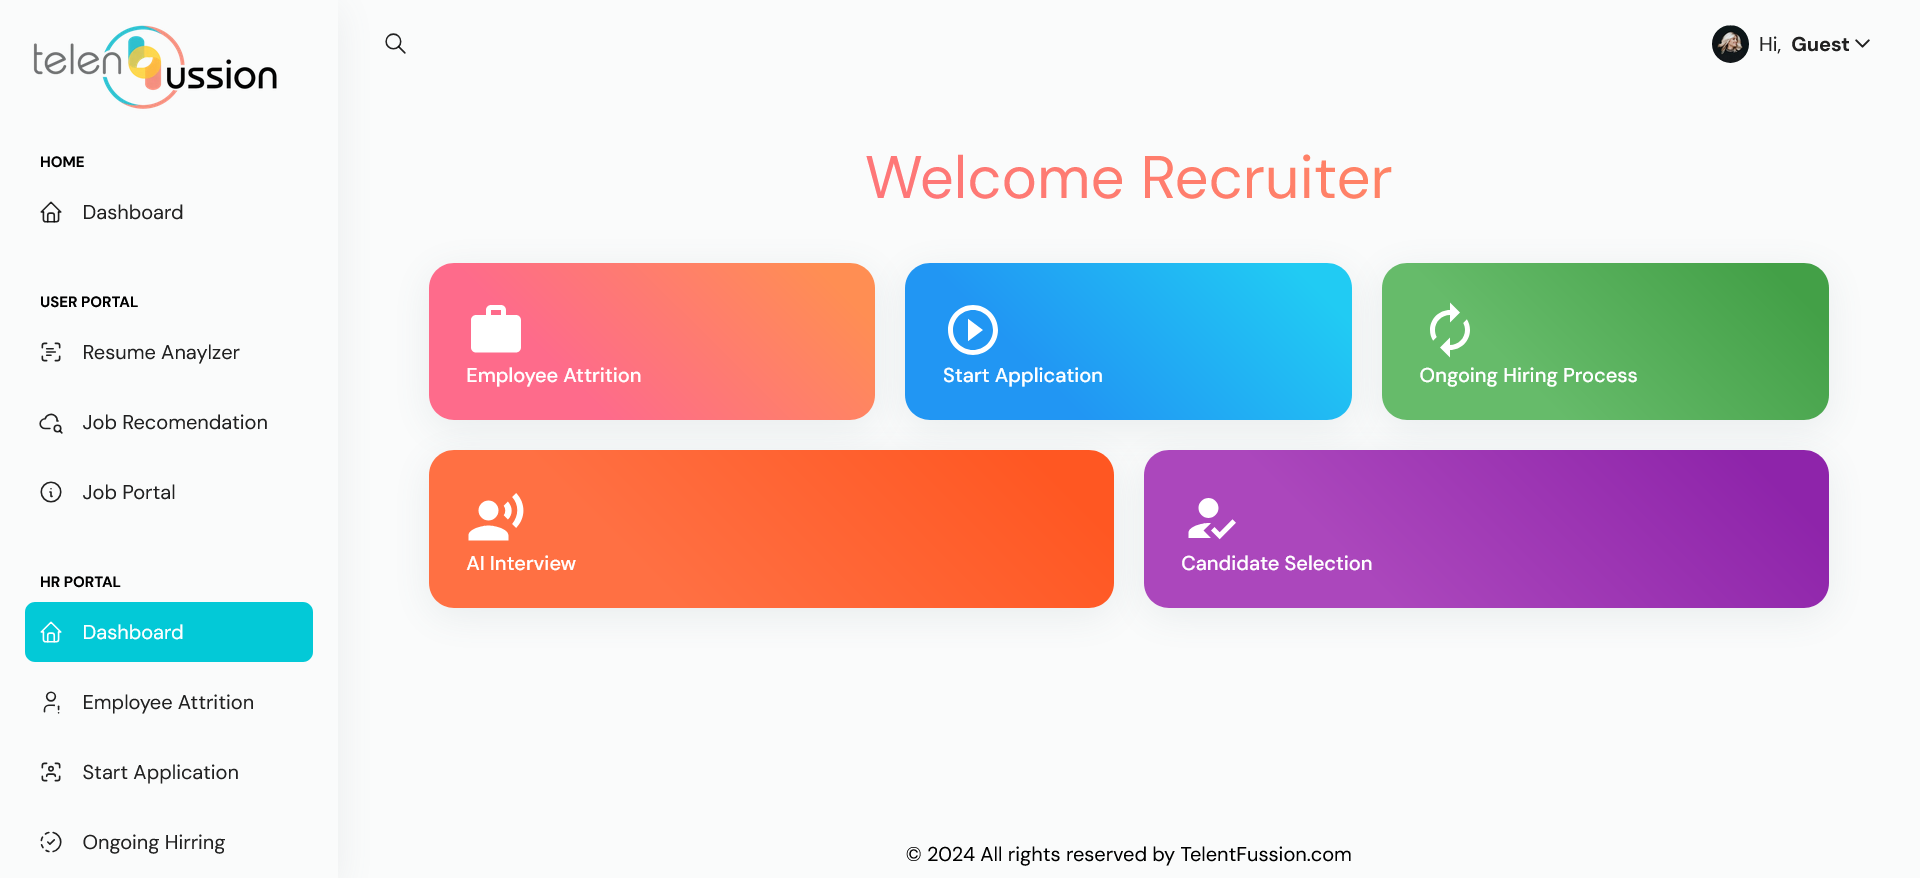 telen
ussion
HOME
Dashboard
USER PORTAL
Resume Anaylzer
Job Recomendation
Job Portal
HR PORTAL
Dashboard
Employee Attrition
Start Application
Ongoing Hirring
Hi, Guest
Welcome Recruiter
Employee Attrition
Start Application
Ongoing Hiring Process
AI Interview
Candidate Selection
© 2024 All rights reserved by TelentFussion.com